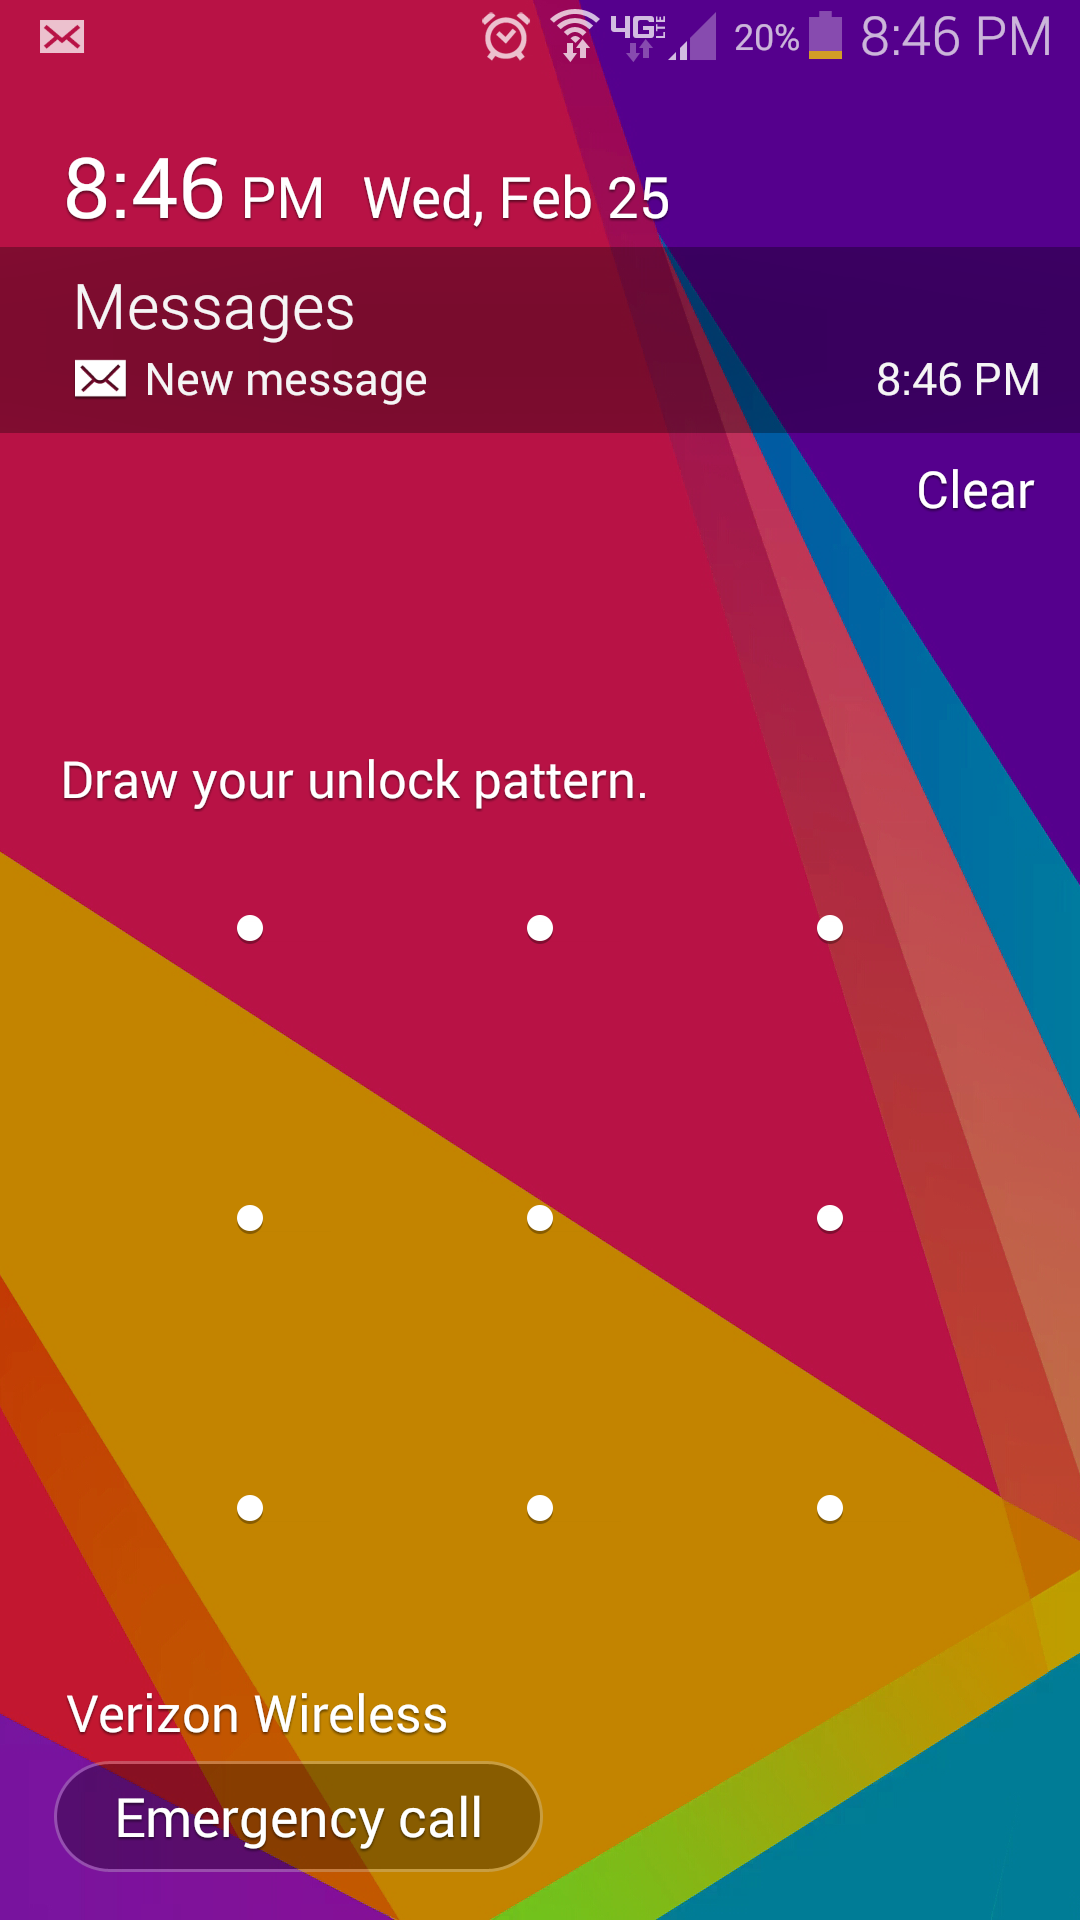 4G LTE 20% 8:46 PM
8:46 PM Wed, Feb 25
Messages
New message 8:46 PM
Clear
Draw your unlock pattern.
Verizon Wireless
Emergency call